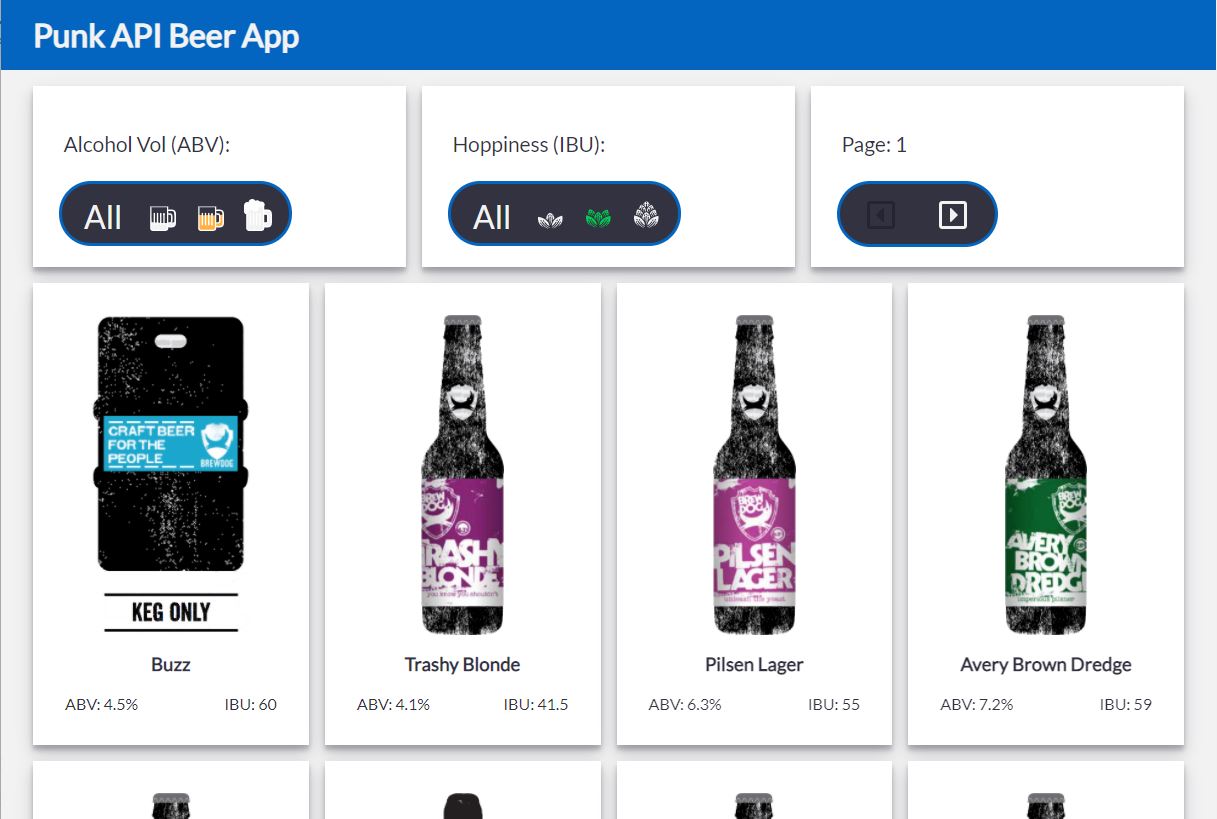 Punk API Beer App
Alcohol Vol (ABV):
Hoppiness (IBU):
Page: 1
All
All
CRAFT BEER
FOR THE
PEOPLE
BREWDOG
KEG ONLY
BREW
DOG
TRASHY
BLONDE
you know you shouldn't
BREW
DOG
PILSEN
LAGER
unleash the yeast
BREW
DOG
AVERY
BROWN
DREDG
imperious pilsner
Buzz
Trashy Blonde
Pilsen Lager
Avery Brown Dredge
ABV: 4.5%
IBU: 60
ABV: 4.1%
IBU: 41.5
ABV: 6.3%
IBU: 55
ABV: 7.2%
IBU: 59